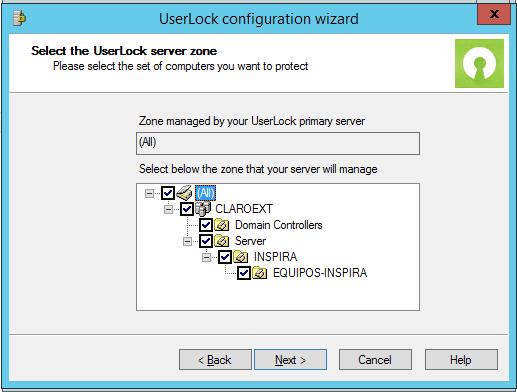 UserLock configuration wizard
x
Select the UserLock server zone
Please select the set of computers you want to protect
Zone managed by your UserLock primary server
(All)
Select below the zone that your server will manage
(All)
CLAROEXT
Domain Controllers
Server
INSPIRA
EQUIPOS-INSPIRA
< Back
Next >
Cancel
Help